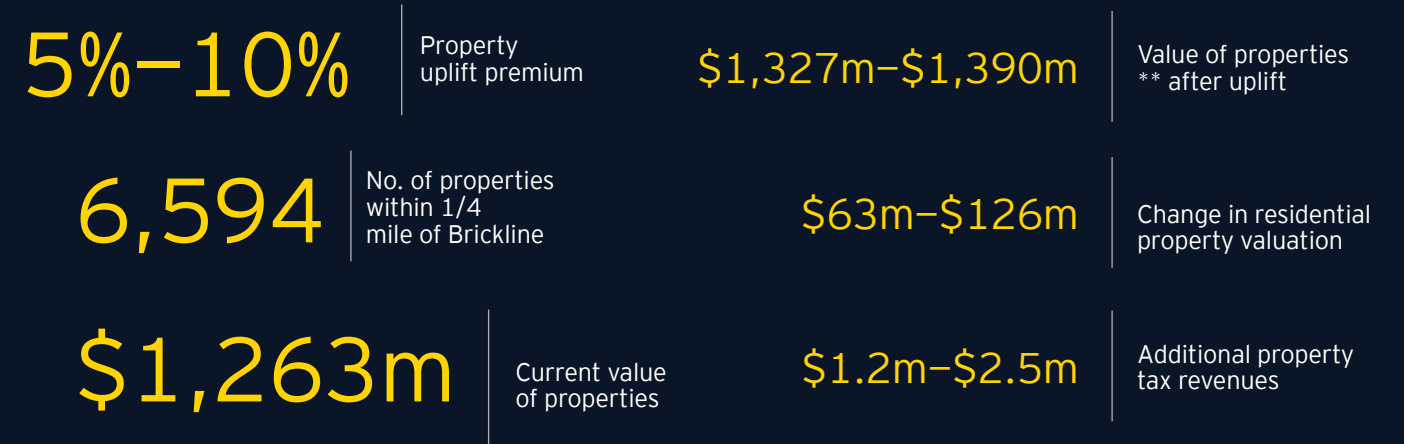 5%–10%
Property
uplift premium
6,594
No. of properties
within 1/4
mile of Brickline
$1,263m
Current value
of properties
$1,327m–$1,390m
Value of properties
** after uplift
$63m–$126m
Change in residential
property valuation
$1.2m–$2.5m
Additional property
tax revenues